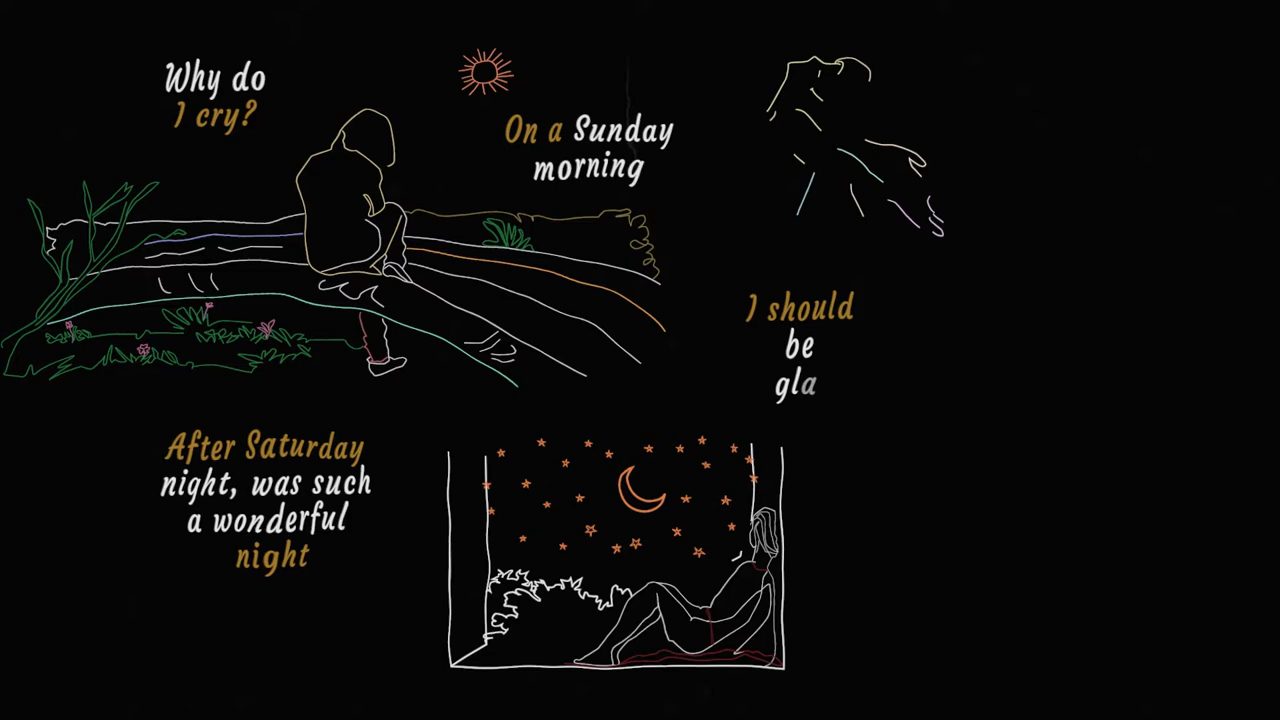 Why do
I cry?
On a Sunday
morning
I should
be
gla
After Saturday
night, was such
a wonderful
night